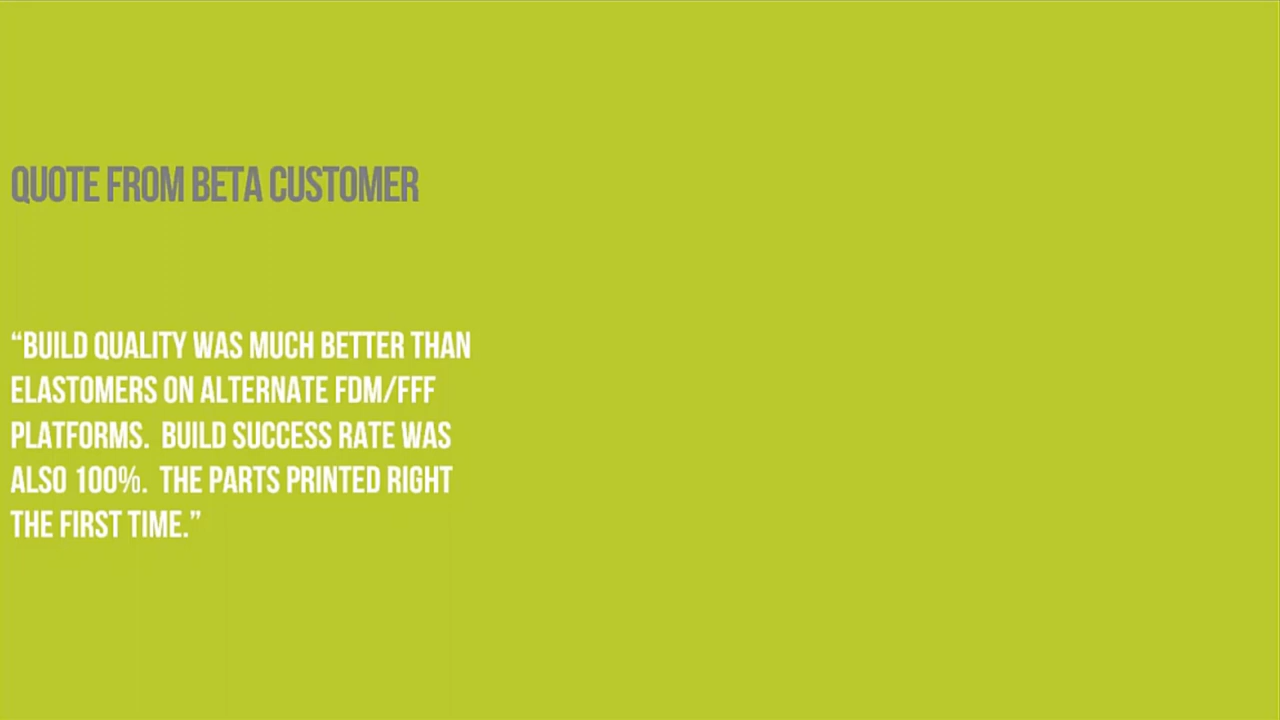 QUOTE FROM BETA CUSTOMER
“BUILD QUALITY WAS MUCH BETTER THAN
ELASTOMERS ON ALTERNATE FDM/FFF
PLATFORMS.  BUILD SUCCESS RATE WAS
ALSO 100%.  THE PARTS PRINTED RIGHT
THE FIRST TIME.”